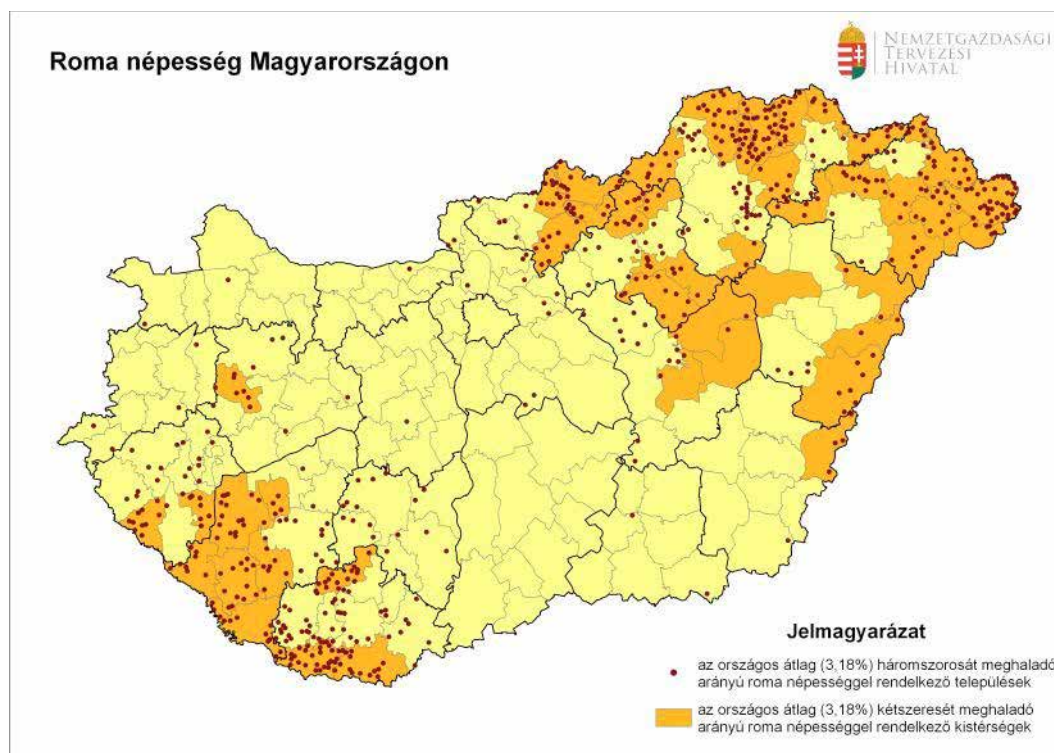 Roma népesség Magyarországon
NEMZETGAZDASÁGI
TERVEZÉSI
HIVATAL
Jelmagyarázat
az országos átlag (3,18%) háromszorosát meghaladó
arányú roma népességgel rendelkező települések
az országos átlag (3,18%) kétszeresét meghaladó
arányú roma népességgel rendelkező kistérségek